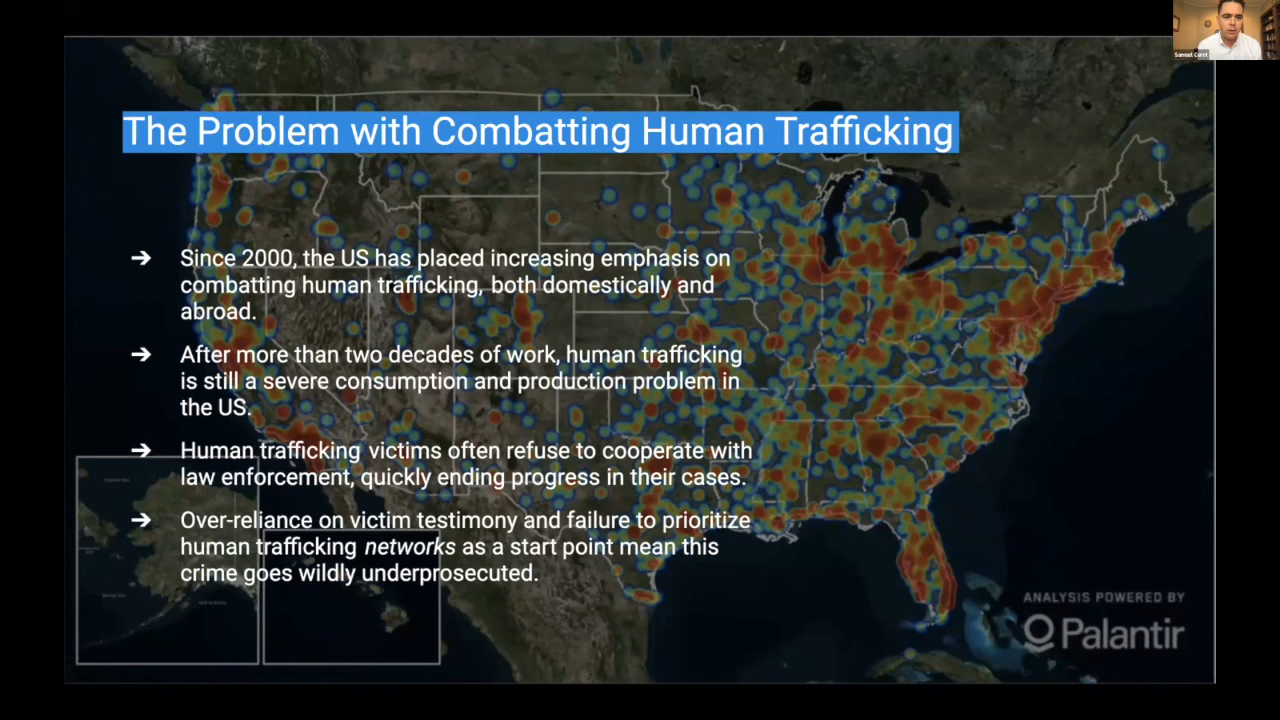 Samuel Curet
The Problem with Combatting Human Trafficking
➔ Since 2000, the US has placed increasing emphasis on
combatting human trafficking, both domestically and
abroad.
➔ After more than two decades of work, human trafficking
is still a severe consumption and production problem in
the US.
➔ Human trafficking victims often refuse to cooperate with
law enforcement, quickly ending progress in their cases.
➔ Over-reliance on victim testimony and failure to prioritize
human trafficking networks as a start point mean this
crime goes wildly underprosecuted.
ANALYSIS POWERED BY
Palantir